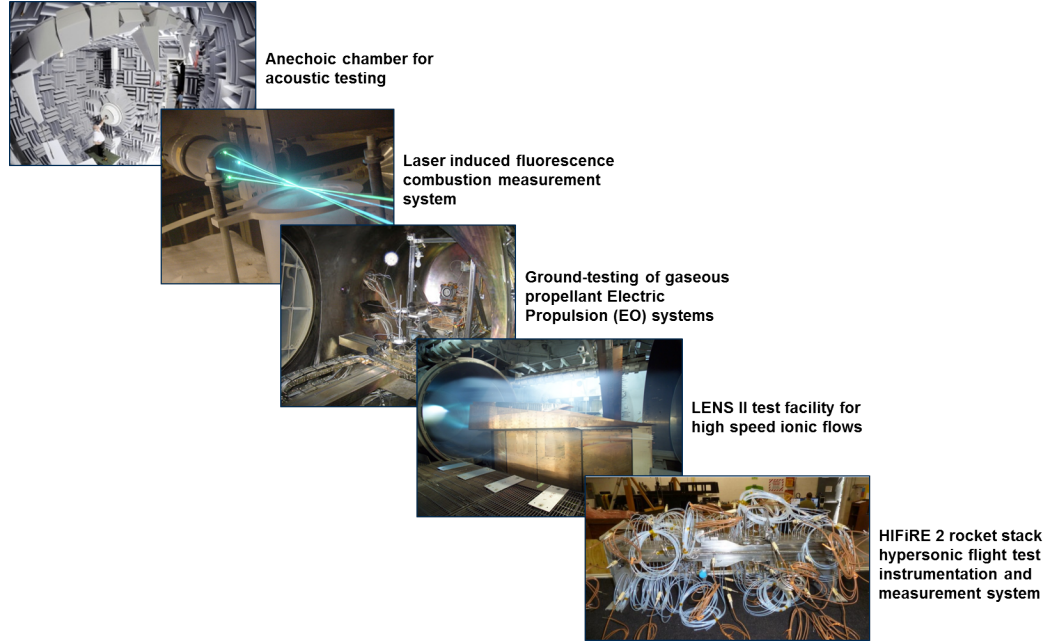 Anechoic chamber for
acoustic testing
Laser induced fluorescence
combustion measurement
system
Ground-testing of gaseous
propellant Electric
Propulsion (EO) systems
LENS II test facility for
high speed ionic flows
HIFiRE 2 rocket stack
hypersonic flight test
instrumentation and
measurement system